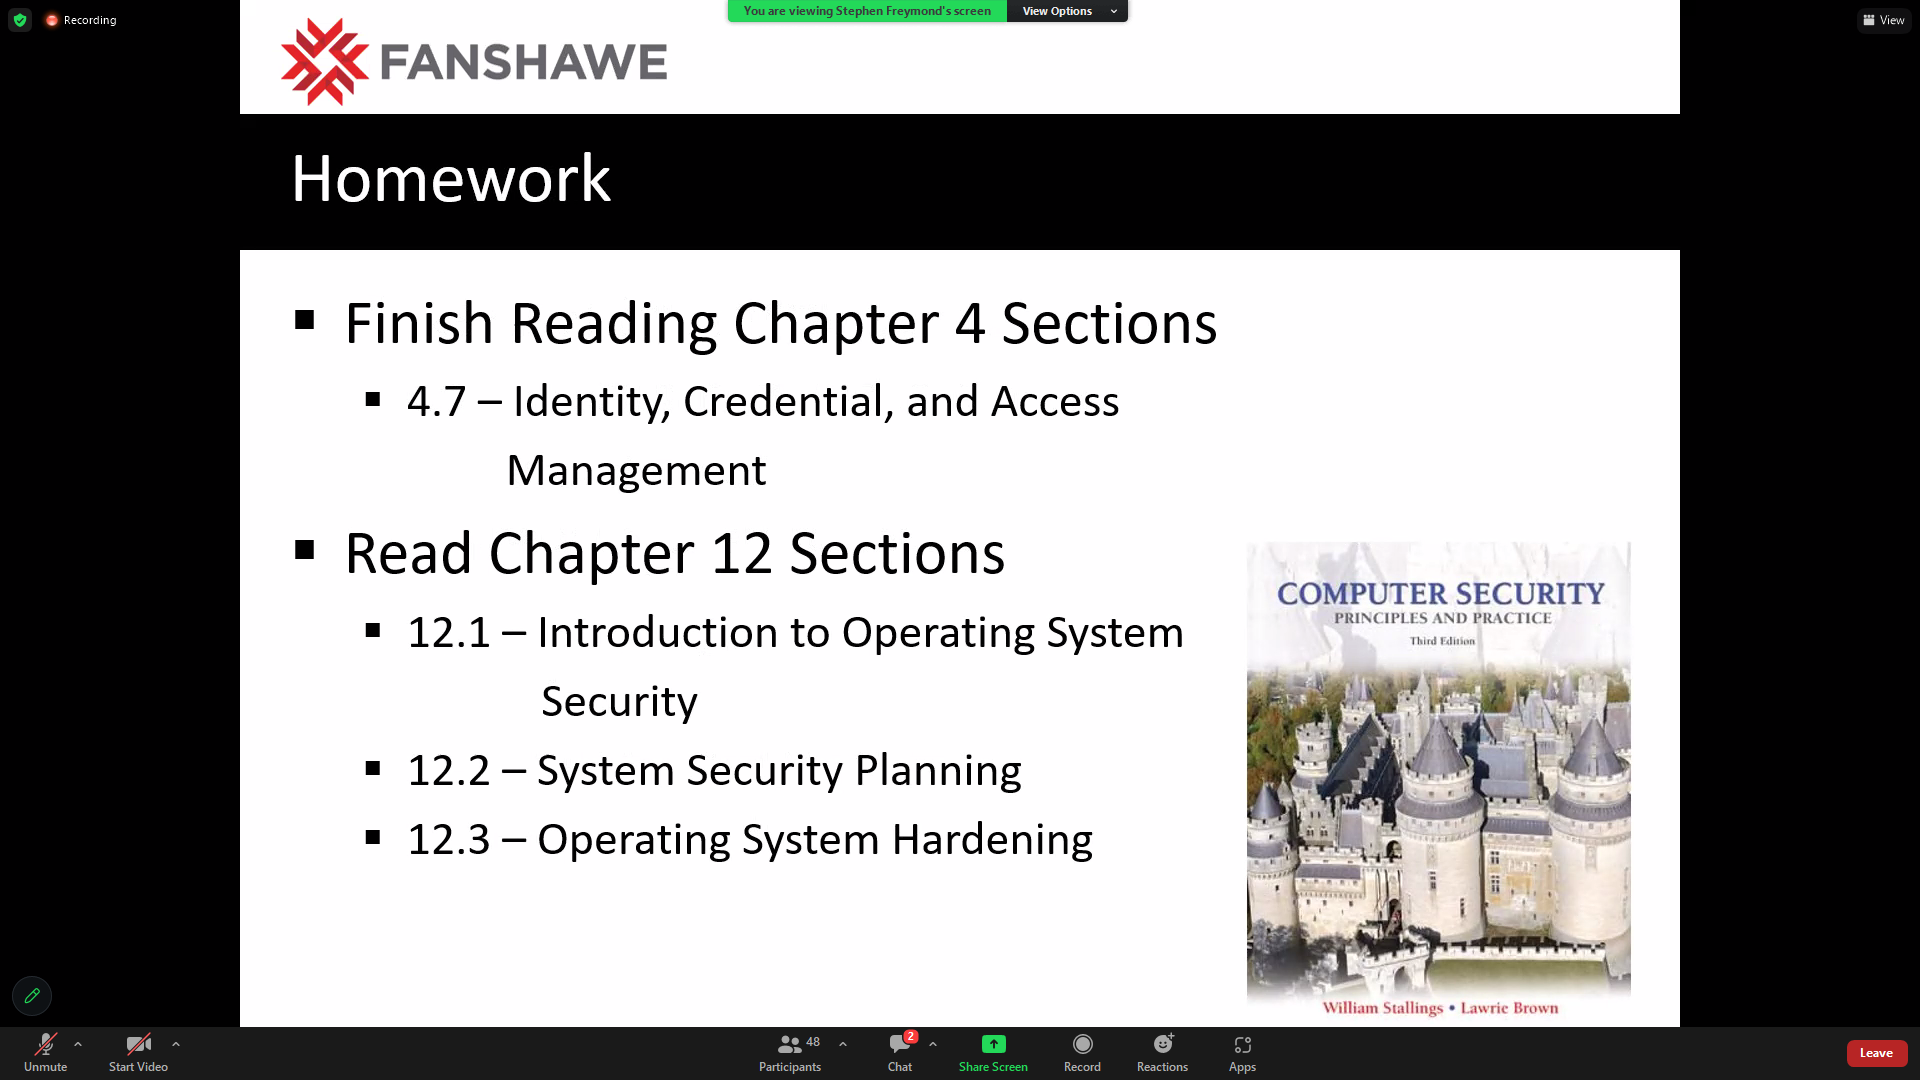 Recording
You are viewing Stephen Freymond's screen
View Options
View
FANSHAWE
Homework
▪ Finish Reading Chapter 4 Sections
▪ 4.7 – Identity, Credential, and Access
Management
▪ Read Chapter 12 Sections
▪ 12.1 – Introduction to Operating System
Security
▪ 12.2 – System Security Planning
▪ 12.3 – Operating System Hardening
COMPUTER SECURITY
PRINCIPLES AND PRACTICE
Third Edition
William Stallings • Lawrie Brown
Unmute
Start Video
48
Participants
2
Chat
Share Screen
Record
Reactions
Apps
Leave